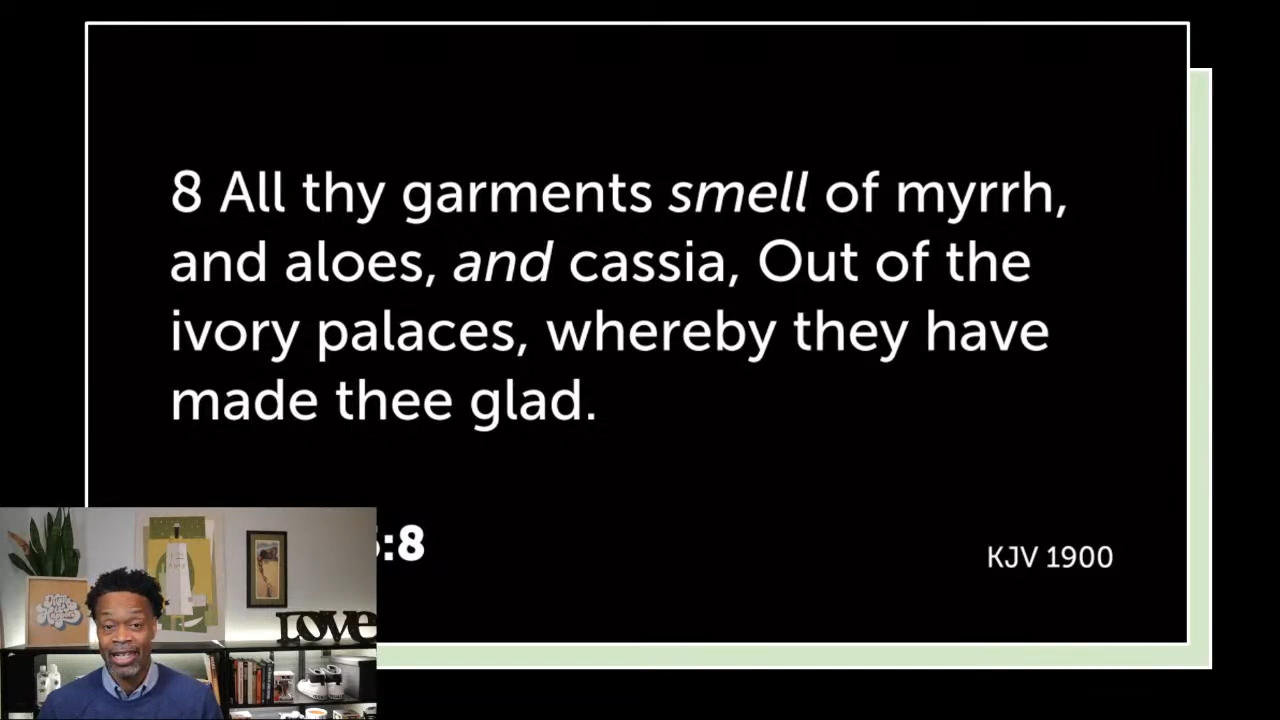 8 All thy garments smell of myrrh,
and aloes, and cassia, Out of the
ivory palaces, whereby they have
made thee glad.
:8
KJV 1900
love